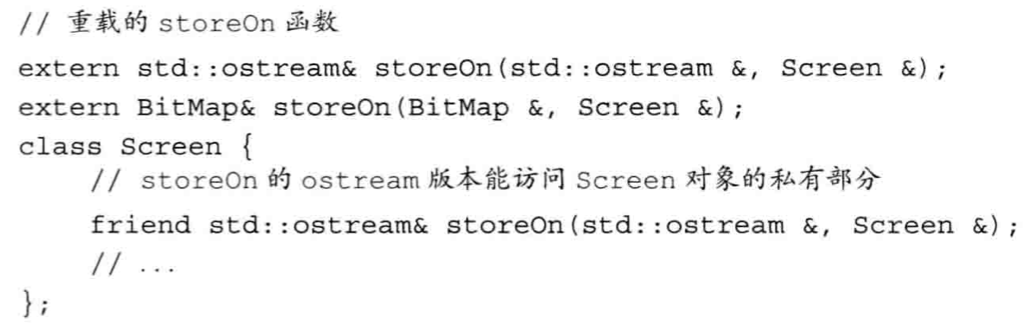 // 重载的 storeOn 函数
extern std::ostream& storeOn(std::ostream &, Screen &);
extern BitMap& storeOn(BitMap &, Screen &);
class Screen {
    // storeOn 的 ostream 版本能访问 Screen 对象的私有部分
    friend std::ostream& storeOn(std::ostream &, Screen &);
    // ...
};